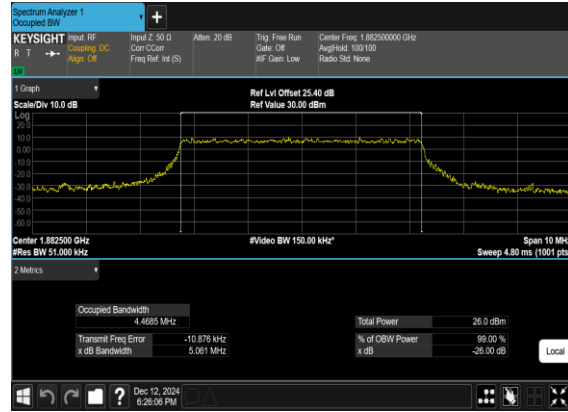 Spectrum Analyzer 1
Occupied BW
+
KEYSIGHT Input: RF Input Z: 50 Ω Atten: 20 dB Trig: Free Run Center Freq: 1.882500000 GHz
R T Coupling: DC Corr CCorr Gate: Off Avg|Hold: 100/100
Align: Off Freq Ref: Int (S) #IF Gain: Low Radio Std: None
1 Graph
Ref Lvl Offset 25.40 dB
Scale/Div 10.0 dB Ref Value 30.00 dBm
Log
20.0
10.0
0.00
-10.0
-20.0
-30.0
-40.0
-50.0
-60.0
Center 1.882500 GHz #Video BW 150.00 kHz* Span 10 MHz
#Res BW 51.000 kHz Sweep 4.80 ms (1001 pts)
2 Metrics
Occupied Bandwidth
4.4685 MHz Total Power 26.0 dBm
Transmit Freq Error -10.876 kHz % of OBW Power 99.00 %
x dB Bandwidth 5.061 MHz x dB -26.00 dB
Local
? Dec 12, 2024
6:26:06 PM